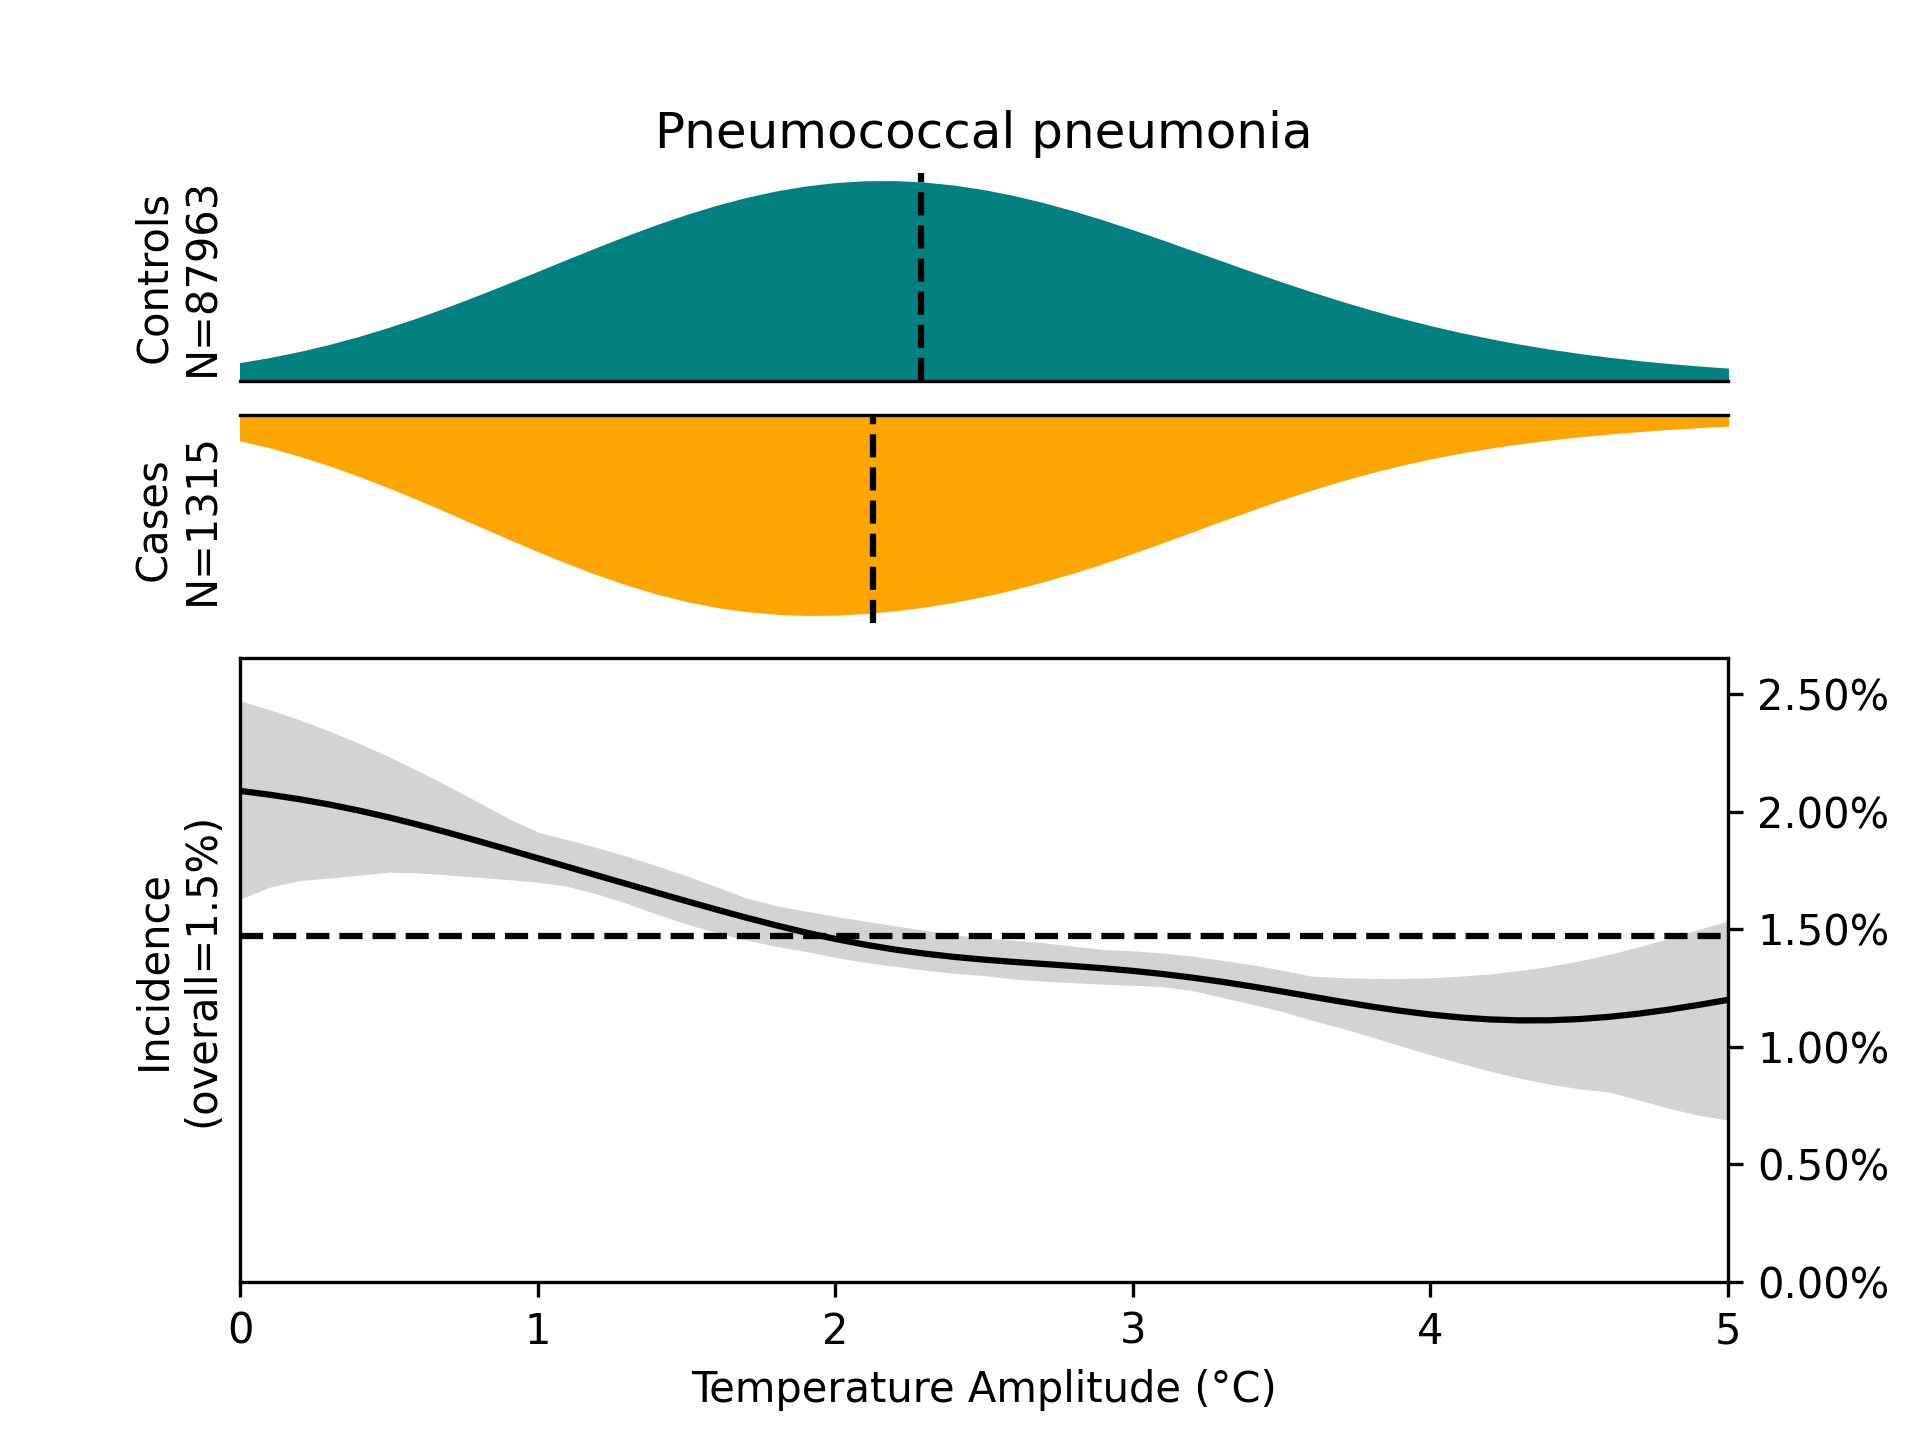 Pneumococcal pneumonia
Controls
N=87963
Cases
N=1315
Incidence
(overall=1.5%)
2.50%
2.00%
1.50%
1.00%
0.50%
0.00%
0 1 2 3 4 5
Temperature Amplitude (°C)